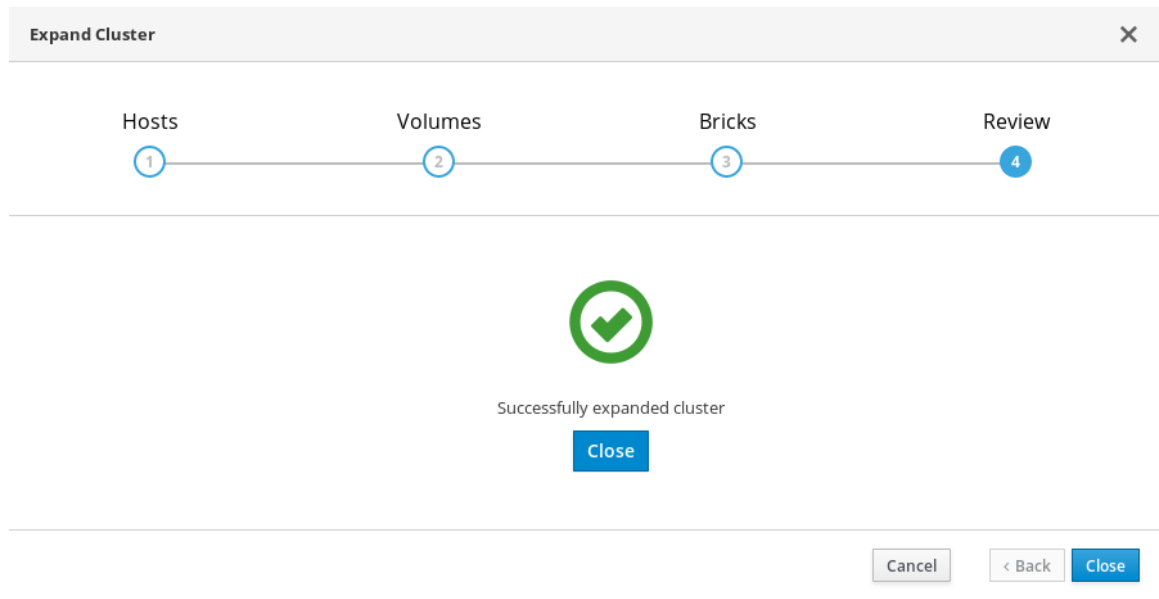 Expand Cluster
Hosts Volumes Bricks Review
1 2 3 4
Successfully expanded cluster
Close
Cancel < Back Close